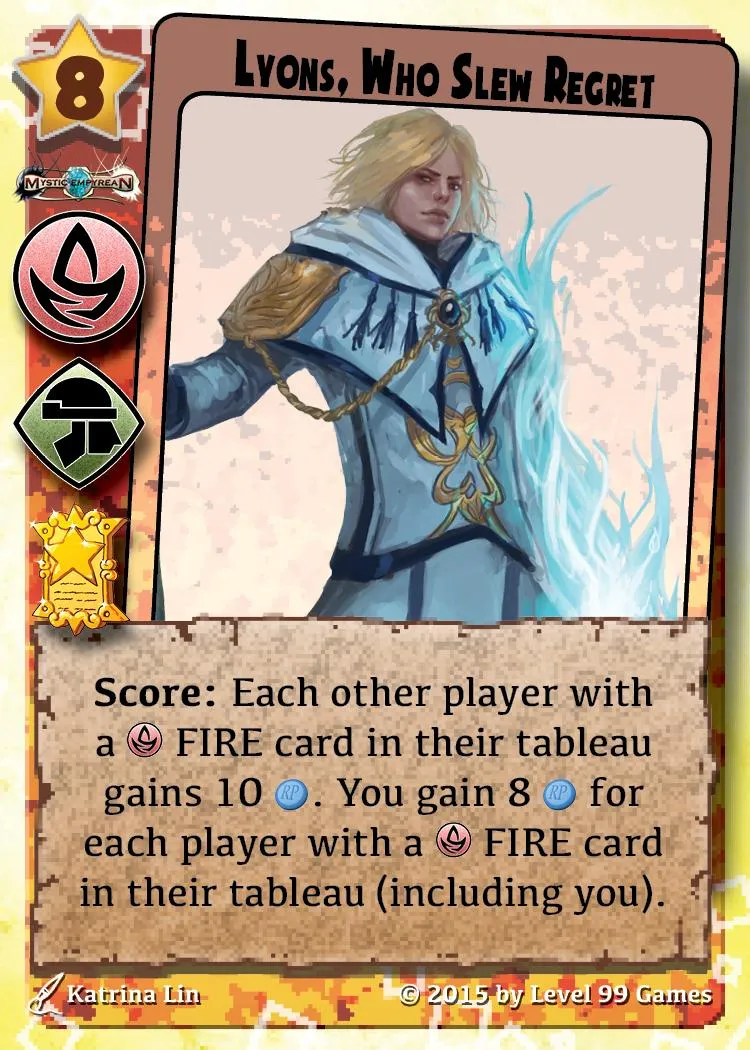 8
Lyons, Who Slew Regret
Mystic Empyrean
Score: Each other player with
a FIRE card in their tableau
gains 10 RP. You gain 8 RP for
each player with a FIRE card
in their tableau (including you).
Katrina Lin
© 2015 by Level 99 Games